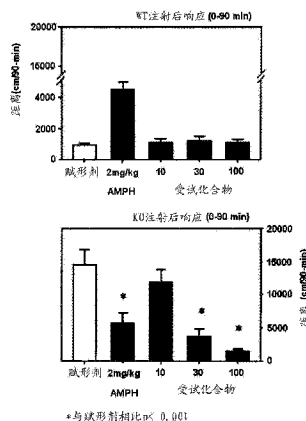 WT注射后响应 (0-90 min)
20000
4000
2000
0
距离(cm/90-min)
赋形剂 2mg/kg 10 30 100
AMPH 受试化合物
KO注射后响应 (0-90 min)
20000
15000
10000
5000
0
距离 (cm/90-min)
赋形剂 2mg/kg 10 30 100
AMPH 受试化合物
*与赋形剂相比p< 0.001